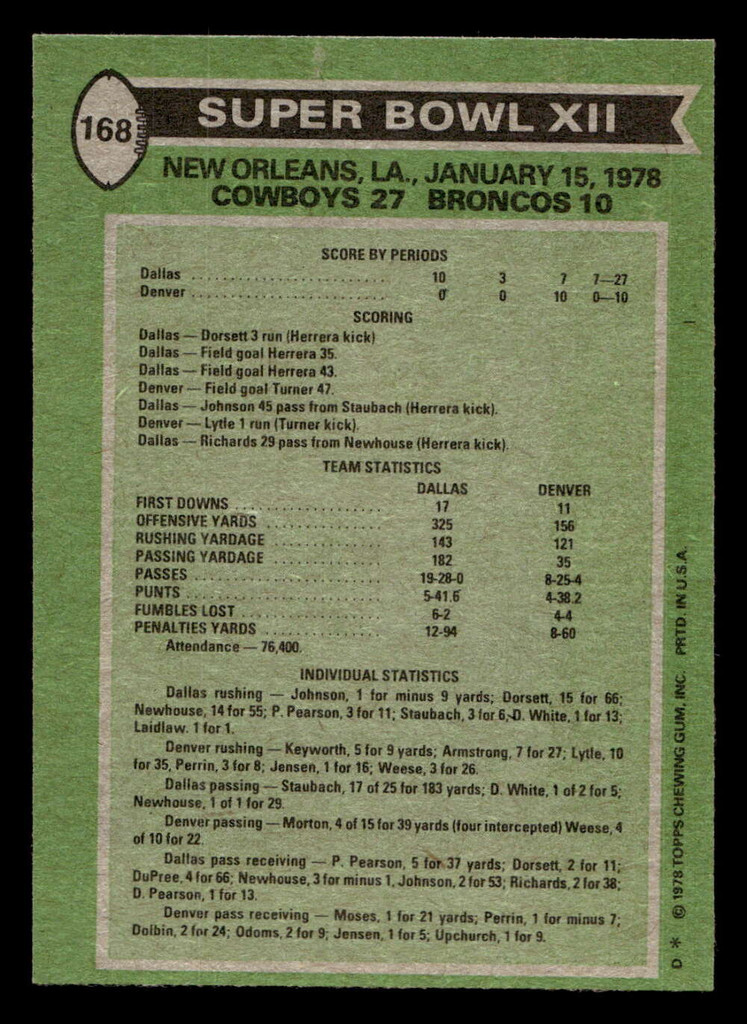 168
SUPER BOWL XII
NEW ORLEANS, LA., JANUARY 15, 1978
COWBOYS 27 BRONCOS 10
SCORE BY PERIODS
Dallas ........................ 10 3 7 7—27
Denver ........................ 0 0 10 0—10
SCORING
Dallas — Dorsett 3 run (Herrera kick)
Dallas — Field goal Herrera 35.
Dallas — Field goal Herrera 43.
Denver — Field goal Turner 47.
Dallas — Johnson 45 pass from Staubach (Herrera kick).
Denver — Lytle 1 run (Turner kick).
Dallas — Richards 29 pass from Newhouse (Herrera kick).
TEAM STATISTICS
DALLAS DENVER
FIRST DOWNS .................. 17 11
OFFENSIVE YARDS .............. 325 156
RUSHING YARDAGE ............. 143 121
PASSING YARDAGE ............. 182 35
PASSES ....................... 19-28-0 8-25-4
PUNTS ........................ 5-41.6 4-38.2
FUMBLES LOST ................. 6-2 4-4
PENALTIES YARDS .............. 12-94 8-60
Attendance — 76,400.
INDIVIDUAL STATISTICS
Dallas rushing — Johnson, 1 for minus 9 yards; Dorsett, 15 for 66;
Newhouse, 14 for 55; P. Pearson, 3 for 11; Staubach, 3 for 6, D. White, 1 for 13;
Laidlaw. 1 for 1.
Denver rushing — Keyworth, 5 for 9 yards; Armstrong, 7 for 27; Lytle, 10
for 35, Perrin, 3 for 8; Jensen, 1 for 16; Weese, 3 for 26.
Dallas passing — Staubach, 17 of 25 for 183 yards; D. White, 1 of 2 for 5;
Newhouse, 1 of 1 for 29.
Denver passing — Morton, 4 of 15 for 39 yards (four intercepted) Weese, 4
of 10 for 22.
Dallas pass receiving — P. Pearson, 5 for 37 yards; Dorsett, 2 for 11;
DuPree, 4 for 66; Newhouse, 3 for minus 1, Johnson, 2 for 53; Richards, 2 for 38;
D. Pearson, 1 for 13.
Denver pass receiving — Moses, 1 for 21 yards; Perrin, 1 for minus 7;
Dolbin, 2 for 24; Odoms, 2 for 9; Jensen, 1 for 5; Upchurch, 1 for 9.
D * © 1978 TOPPS CHEWING GUM, INC. PRTD. IN U.S.A.